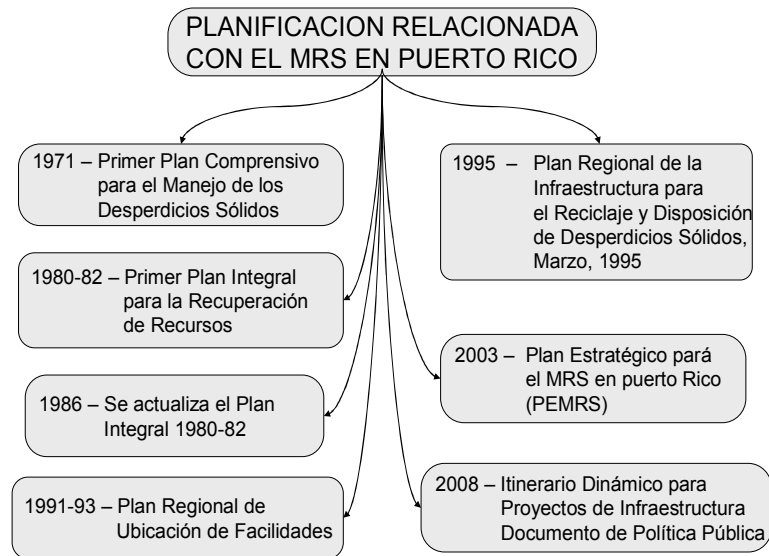 PLANIFICACION RELACIONADA
CON EL MRS EN PUERTO RICO
1971 – Primer Plan Comprensivo
para el Manejo de los
Desperdicios Sólidos
1980-82 – Primer Plan Integral
para la Recuperación
de Recursos
1986 – Se actualiza el Plan
Integral 1980-82
1991-93 – Plan Regional de
Ubicación de Facilidades
1995 – Plan Regional de la
Infraestructura para
el Reciclaje y Disposición
de Desperdicios Sólidos,
Marzo, 1995
2003 – Plan Estratégico pará
el MRS en puerto Rico
(PEMRS)
2008 – Itinerario Dinámico para
Proyectos de Infraestructura
Documento de Política Pública